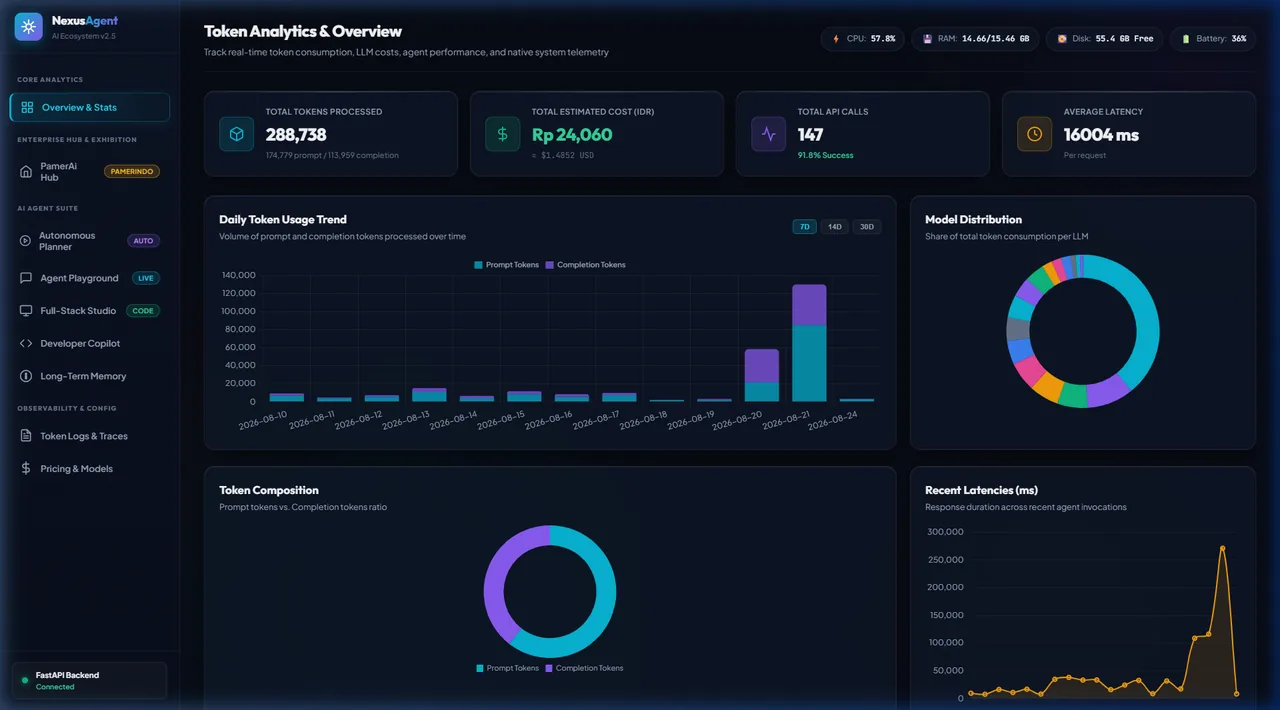 NexusAgent
AI Ecosystem v2.5
CORE ANALYTICS
Overview & Stats
ENTERPRISE HUB & EXHIBITION
PamerAi
Hub
PAMERINDO
AI AGENT SUITE
Autonomous
Planner
AUTO
Agent Playground
LIVE
Full-Stack Studio
CODE
Developer Copilot
Long-Term Memory
OBSERVABILITY & CONFIG
Token Logs & Traces
Pricing & Models
FastAPI Backend
Connected
Token Analytics & Overview
Track real-time token consumption, LLM costs, agent performance, and native system telemetry
CPU: 57.8%
RAM: 14.66/15.46 GB
Disk: 55.4 GB Free
Battery: 36%
TOTAL TOKENS PROCESSED
288,738
174,779 prompt / 113,959 completion
TOTAL ESTIMATED COST (IDR)
Rp 24,060
≈ $1.4852 USD
TOTAL API CALLS
147
91.8% Success
AVERAGE LATENCY
16004 ms
Per request
Daily Token Usage Trend
Volume of prompt and completion tokens processed over time
7D
14D
30D
Prompt Tokens
Completion Tokens
140,000
120,000
100,000
80,000
60,000
40,000
20,000
0
2026-08-10
2026-08-11
2026-08-12
2026-08-13
2026-08-14
2026-08-15
2026-08-16
2026-08-17
2026-08-18
2026-08-19
2026-08-20
2026-08-21
2026-08-24
Model Distribution
Share of total token consumption per LLM
Token Composition
Prompt tokens vs. Completion tokens ratio
Prompt Tokens
Completion Tokens
Recent Latencies (ms)
Response duration across recent agent invocations
300,000
250,000
200,000
150,000
100,000
50,000
0